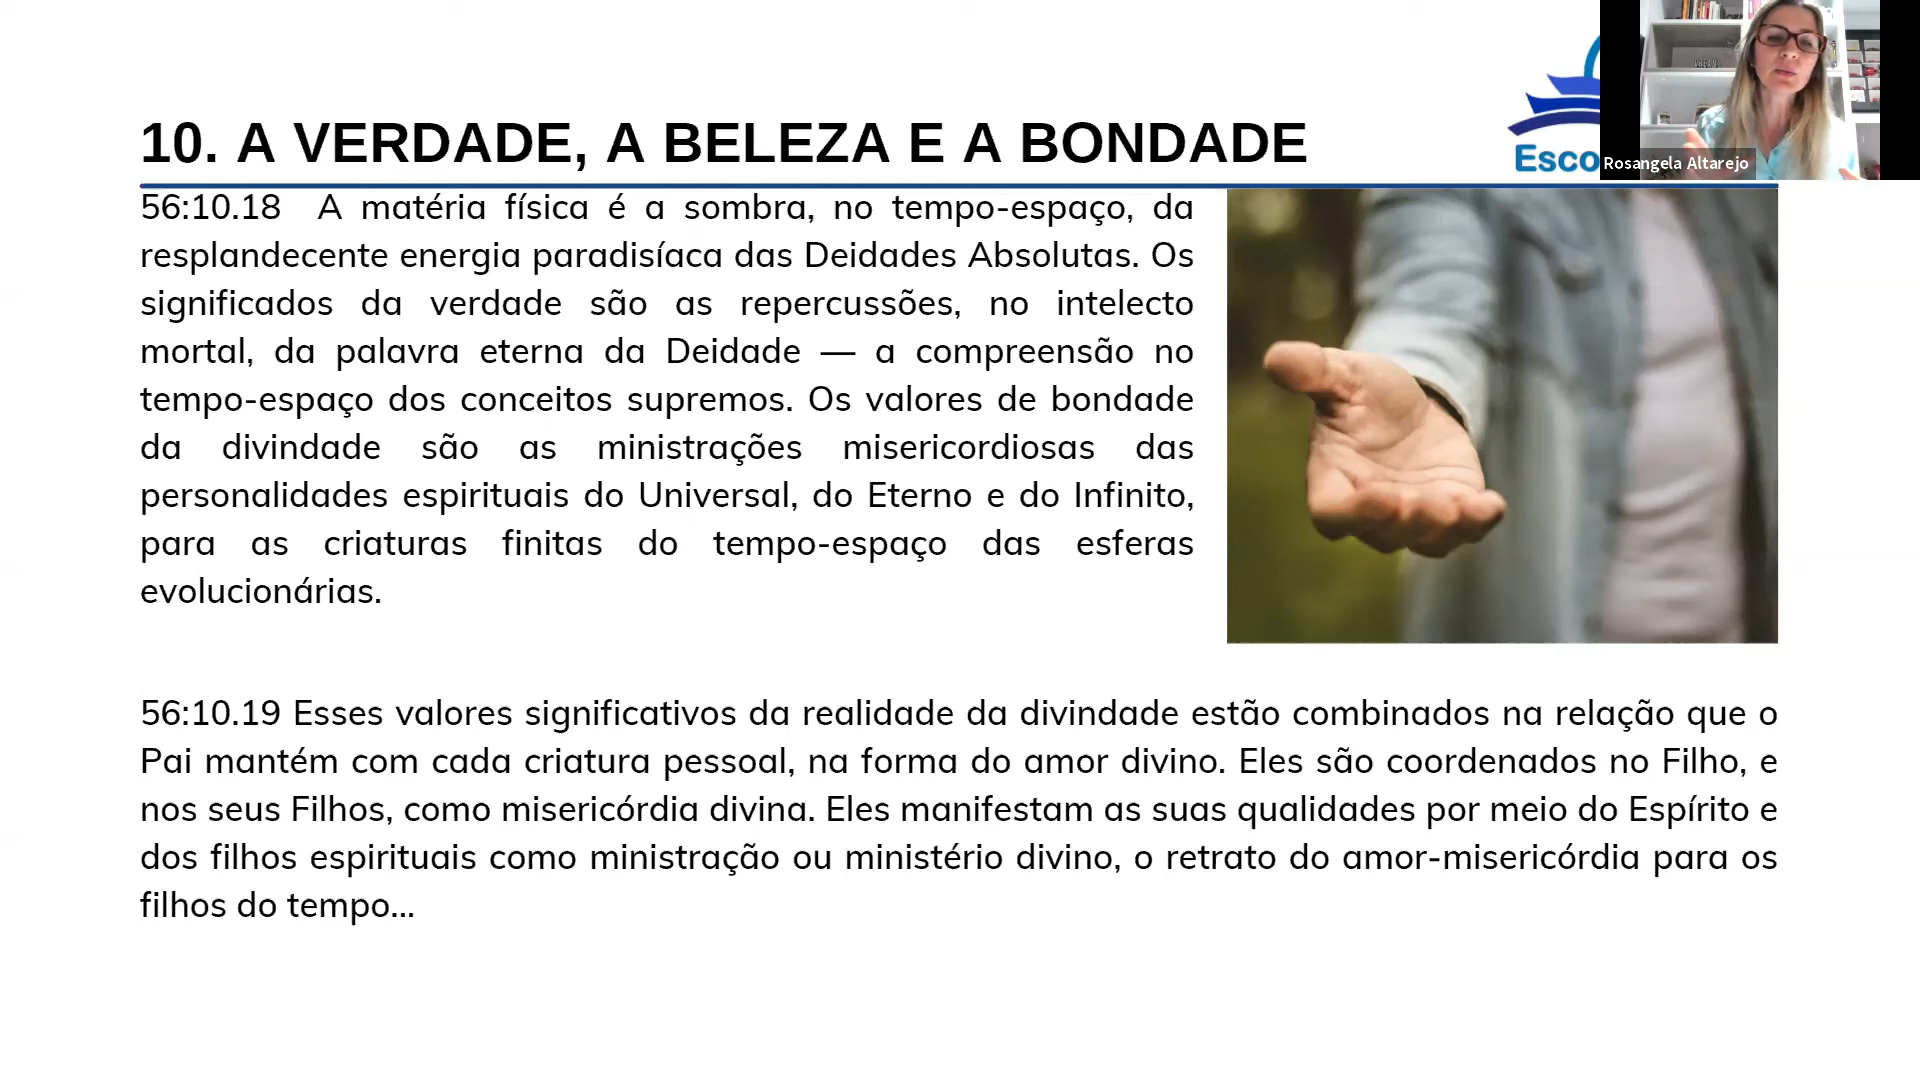 10. A VERDADE, A BELEZA E A BONDADE
Esco
Rosangela Altarejo
56:10.18 A matéria física é a sombra, no tempo-espaço, da
resplandecente energia paradisíaca das Deidades Absolutas. Os
significados da verdade são as repercussões, no intelecto
mortal, da palavra eterna da Deidade — a compreensão no
tempo-espaço dos conceitos supremos. Os valores de bondade
da divindade são as ministrações misericordiosas das
personalidades espirituais do Universal, do Eterno e do Infinito,
para as criaturas finitas do tempo-espaço das esferas
evolucionárias.
56:10.19 Esses valores significativos da realidade da divindade estão combinados na relação que o
Pai mantém com cada criatura pessoal, na forma do amor divino. Eles são coordenados no Filho, e
nos seus Filhos, como misericórdia divina. Eles manifestam as suas qualidades por meio do Espírito e
dos filhos espirituais como ministração ou ministério divino, o retrato do amor-misericórdia para os
filhos do tempo...